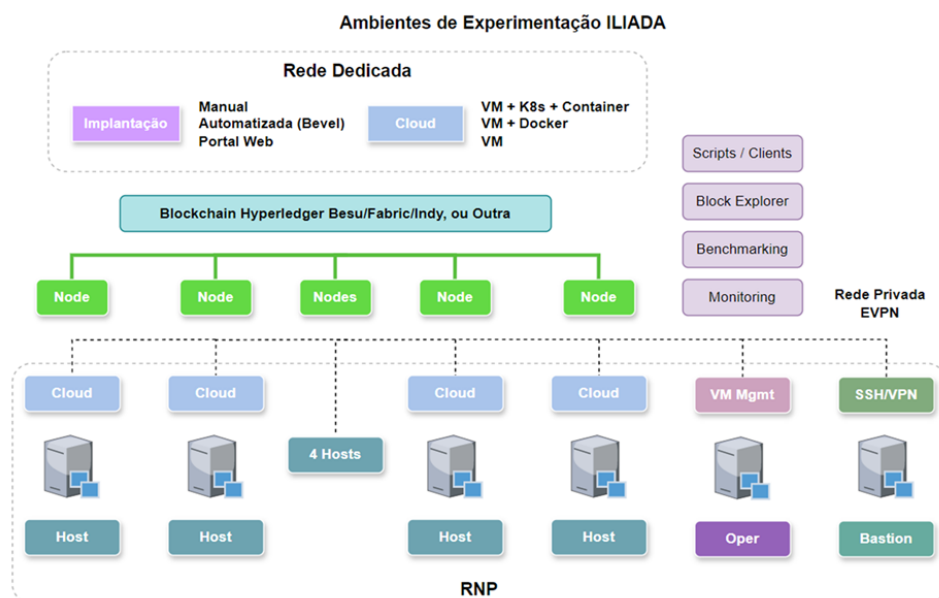 Ambientes de Experimentação ILIADA
Rede Dedicada
Implantação
Manual
Automatizada (Bevel)
Portal Web
Cloud
VM + K8s + Container
VM + Docker
VM
Scripts / Clients
Block Explorer
Benchmarking
Monitoring
Blockchain Hyperledger Besu/Fabric/Indy, ou Outra
Node
Node
Nodes
Node
Node
Rede Privada
EVPN
Cloud
Cloud
Cloud
Cloud
VM Mgmt
SSH/VPN
4 Hosts
Host
Host
Host
Host
Oper
Bastion
RNP